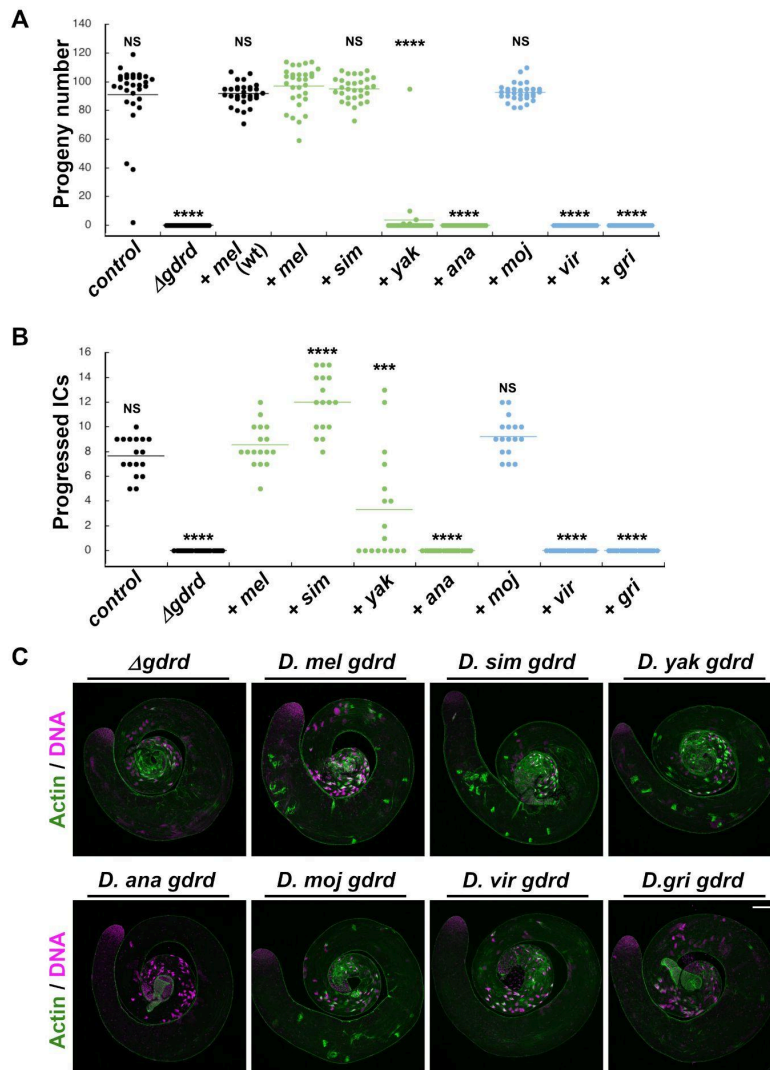 A
Progeny number
140
120
100
80
60
40
20
0
NS
****
NS
NS
****
****
NS
****
****
control
Δgdrd
+ mel
(wt)
+ mel
+ sim
+ yak
+ ana
+ moj
+ vir
+ gri
B
Progressed ICs
16
14
12
10
8
6
4
2
0
NS
****
****
***
****
NS
****
****
control
Δgdrd
+ mel
+ sim
+ yak
+ ana
+ moj
+ vir
+ gri
C
Δgdrd
D. mel gdrd
D. sim gdrd
D. yak gdrd
Actin / DNA
D. ana gdrd
D. moj gdrd
D. vir gdrd
D.gri gdrd
Actin / DNA